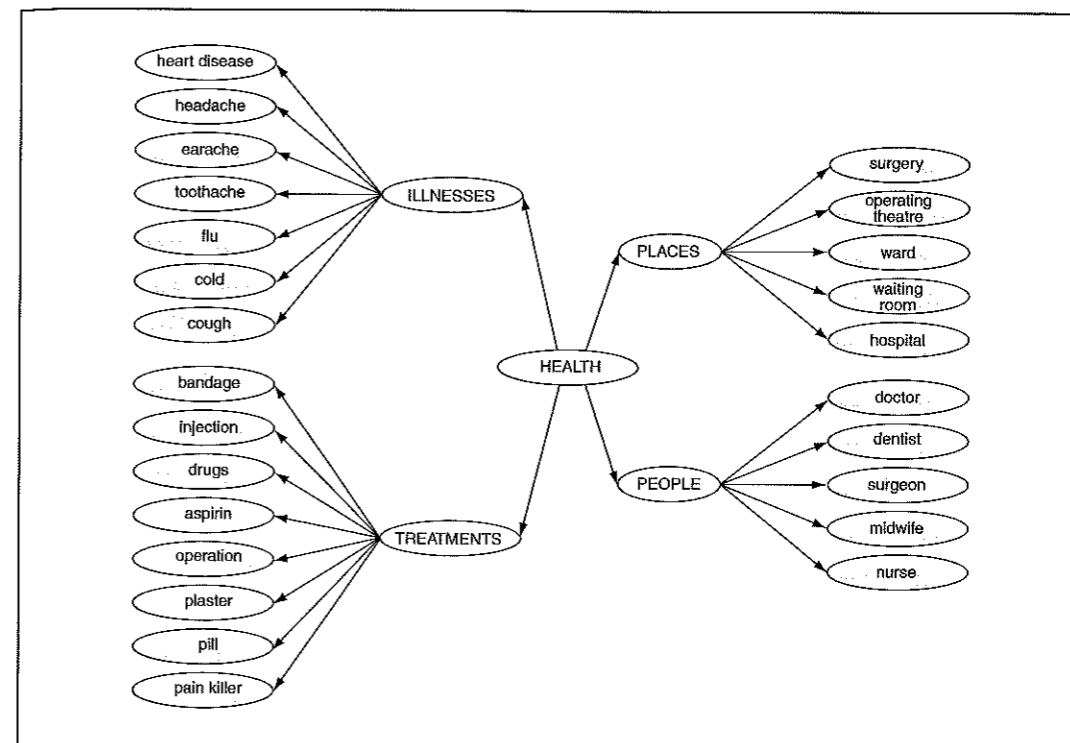 heart disease
headache
earache
toothache
flu
cold
cough
ILLNESSES
bandage
injection
drugs
aspirin
operation
plaster
pill
pain killer
TREATMENTS
HEALTH
PLACES
surgery
operating
theatre
ward
waiting
room
hospital
PEOPLE
doctor
dentist
surgeon
midwife
nurse